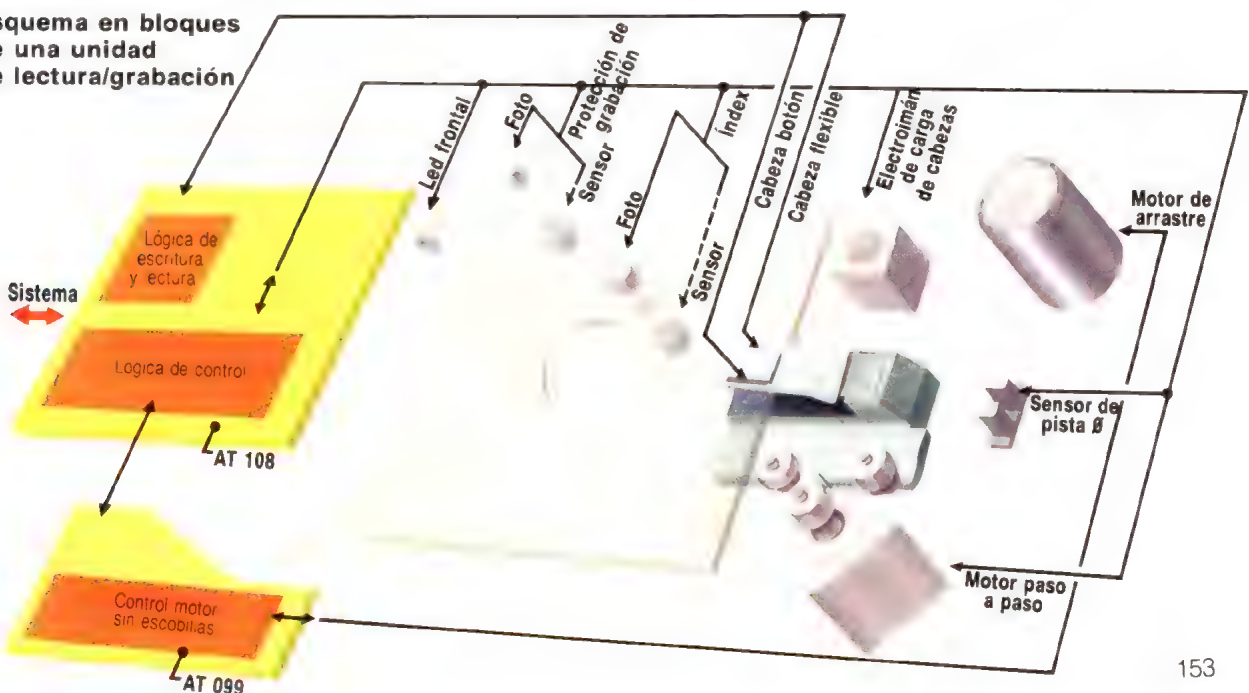 squema en bloques
e una unidad
e lectura/grabación
Led frontal
Foto
Protección de
grabación
Sensor
Foto
Índex
Sensor
Cabeza botón
Cabeza flexible
Electroimán
de carga
de cabezas
Motor de
arrastre
Lógica de
escritura
y ectura
Sistema
Logica de control
AT 108
Sensor de
pista Ø
Motor paso
a paso
Control motor
sin escobillas
AT 099
153